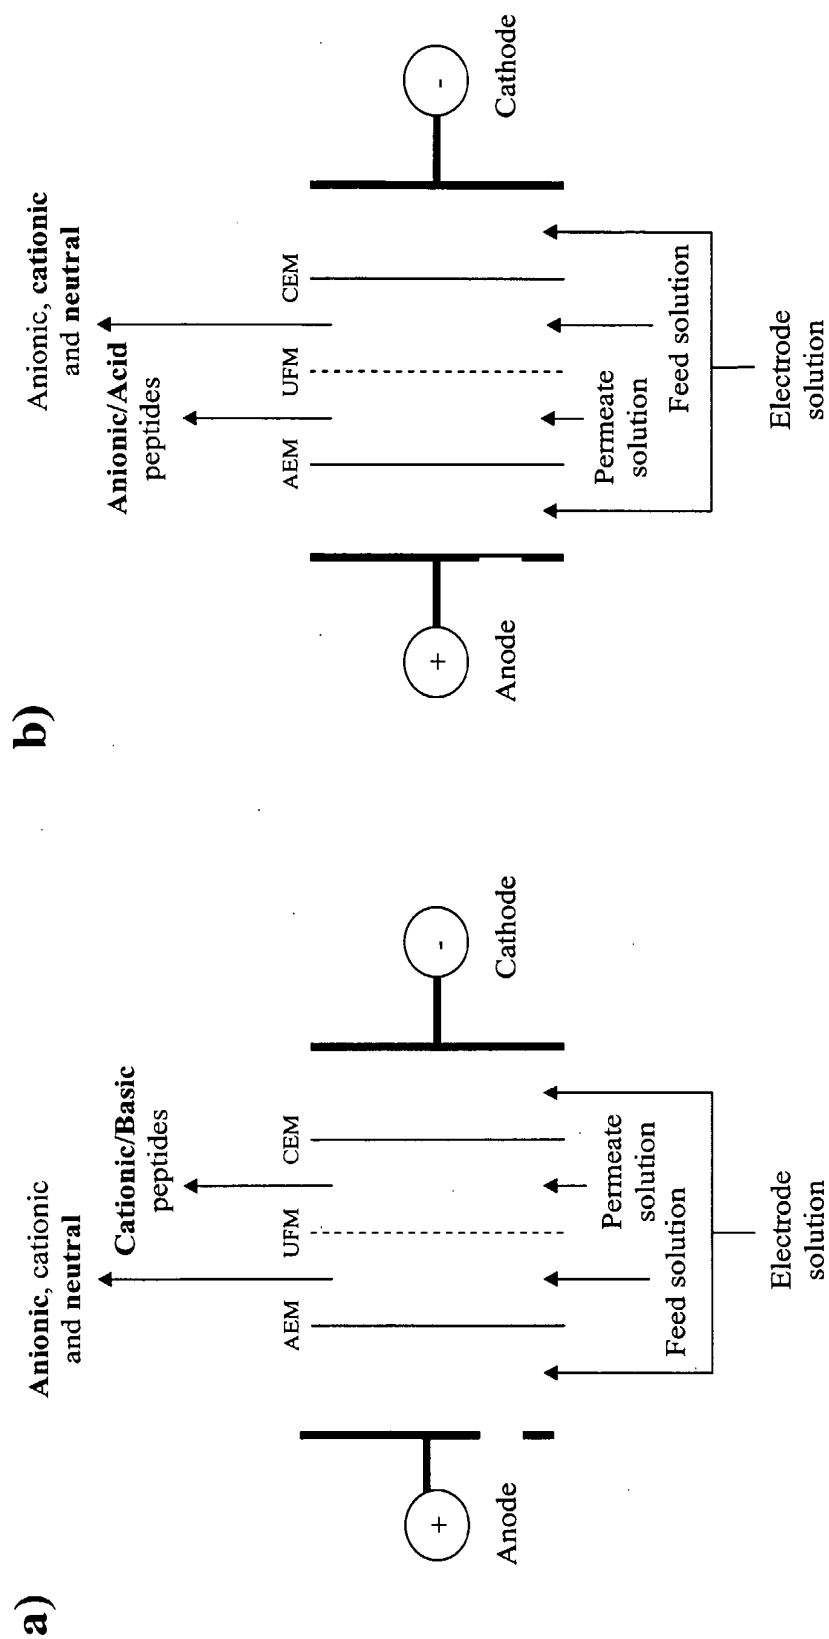 a)
Anionic, cationic
and neutral
Cationic/Basic
peptides
AEM
UFM
CEM
+
Anode
-
Cathode
Permeate
solution
Feed solution
Electrode
solution
b)
Anionic, cationic
and neutral
Anionic/Acid
peptides
AEM
UFM
CEM
+
Anode
-
Cathode
Permeate
solution
Feed solution
Electrode
solution